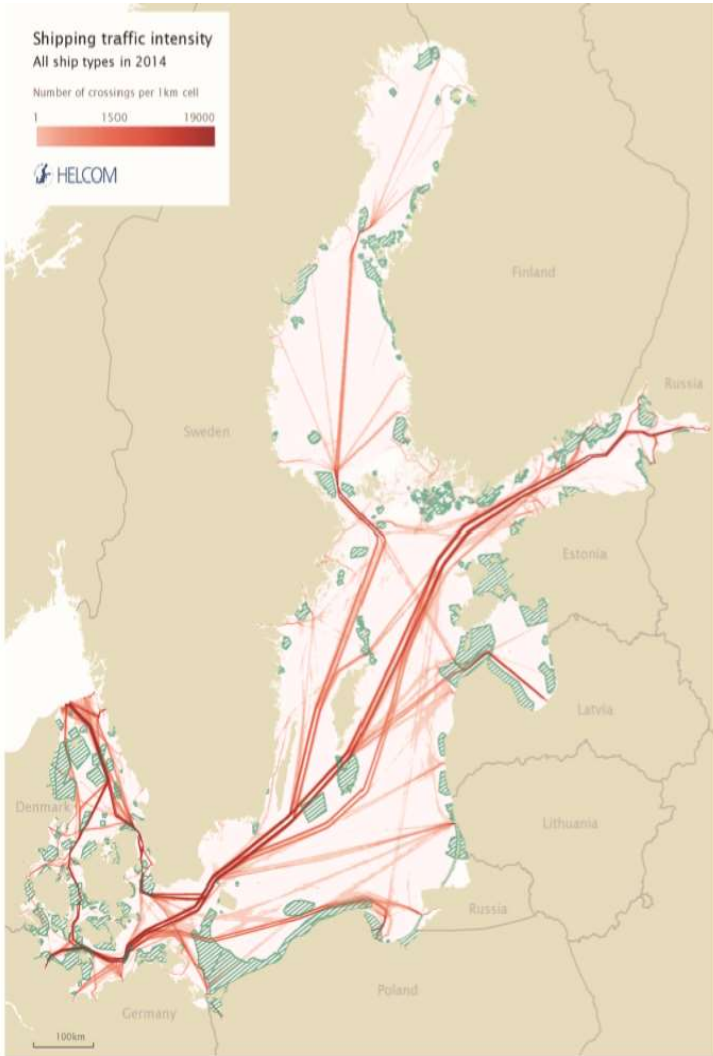 Shipping traffic intensity
All ship types in 2014
Number of crossings per 1km cell
1 1500 19000
HELCOM
Finland
Russia
Sweden
Estonia
Latvia
Denmark
Lithuania
Russia
Poland
Germany
100km